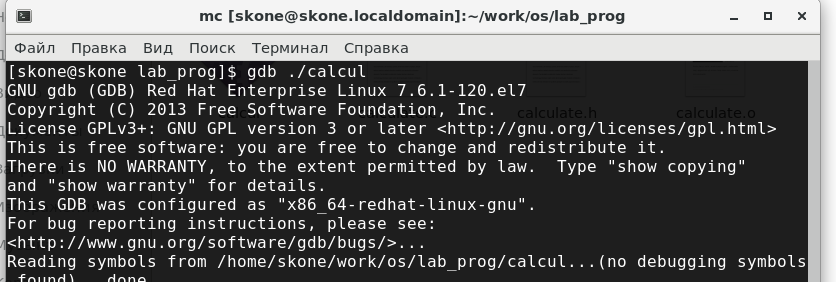 mc [skone@skone.localdomain]:~/work/os/lab_prog
Файл Правка Вид Поиск Терминал Справка
[skone@skone lab_prog]$ gdb ./calcul
GNU gdb (GDB) Red Hat Enterprise Linux 7.6.1-120.el7
Copyright (C) 2013 Free Software Foundation, Inc.
calculate.h calculate.o
License GPLv3+: GNU GPL version 3 or later <http://gnu.org/licenses/gpl.html>
This is free software: you are free to change and redistribute it.
There is NO WARRANTY, to the extent permitted by law.  Type "show copying"
and "show warranty" for details.
This GDB was configured as "x86_64-redhat-linux-gnu".
For bug reporting instructions, please see:
<http://www.gnu.org/software/gdb/bugs/>...
Reading symbols from /home/skone/work/os/lab_prog/calcul...(no debugging symbols
found)...done